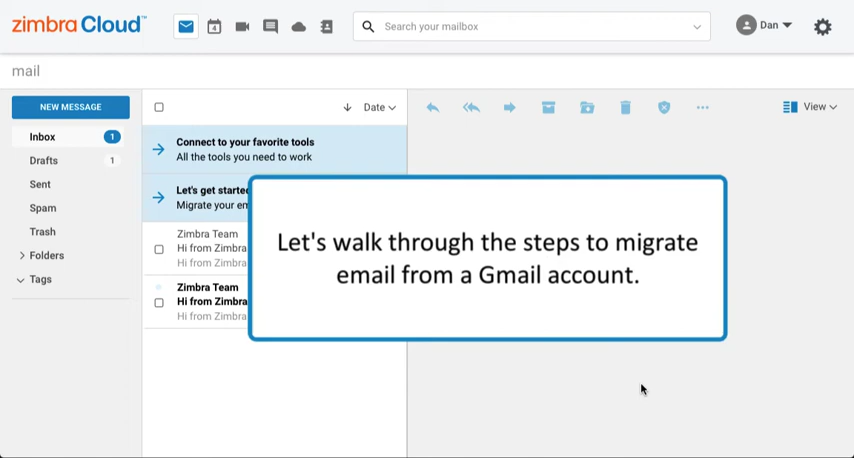 zimbra Cloud™
4
Search your mailbox
Dan
mail
NEW MESSAGE
Inbox 1
Drafts 1
Sent
Spam
Trash
Folders
Tags
Date
View
Connect to your favorite tools
All the tools you need to work
Let's get starte
Migrate your em
Zimbra Team
Hi from Zimbra
Hi from Zimbra
Zimbra Team
Hi from Zimbra
Hi from Zimbra
Let's walk through the steps to migrate
email from a Gmail account.